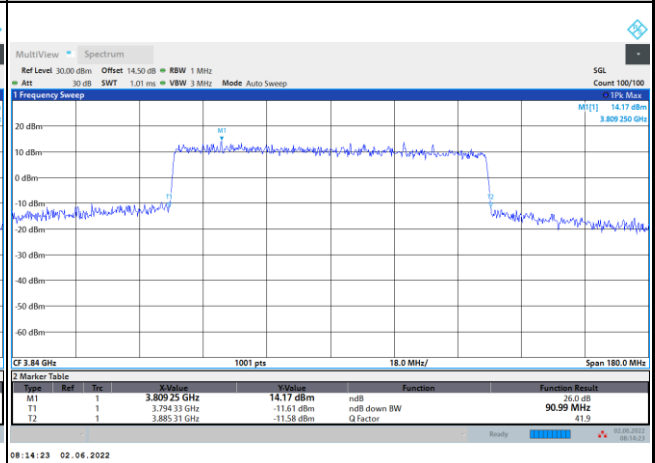 MultiView Spectrum
Ref Level 30.00 dBm Offset 14.50 dB RBW 1 MHz SGL
Att 30 dB SWT 1.01 ms VBW 3 MHz Mode Auto Sweep Count 100/100
1 Frequency Sweep 1Pk Max
M1[1] 14.17 dBm
3.809 250 GHz
M1
20 dBm
10 dBm
0 dBm
T1 T2
-10 dBm
-20 dBm
-30 dBm
-40 dBm
-50 dBm
-60 dBm
CF 3.84 GHz 1001 pts 18.0 MHz/ Span 180.0 MHz
2 Marker Table
Type Ref Trc X-Value Y-Value Function Function Result
M1 1 3.809 25 GHz 14.17 dBm ndB 26.0 dB
T1 1 3.794 33 GHz -11.61 dBm ndB down BW 90.99 MHz
T2 1 3.885 31 GHz -11.58 dBm Q Factor 41.9
Ready 02.06.2022
08:14:23
08:14:23 02.06.2022